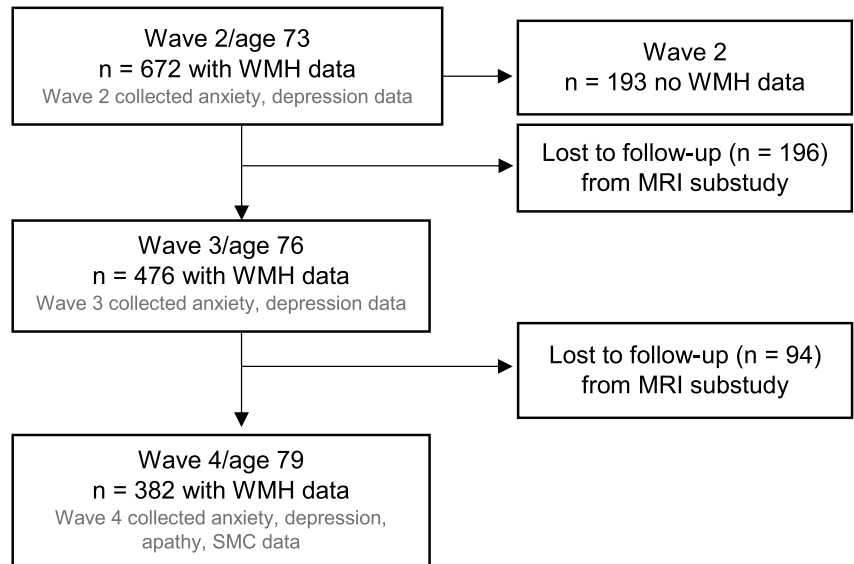 Wave 2/age 73
n = 672 with WMH data
Wave 2 collected anxiety, depression data
Wave 2
n = 193 no WMH data
Lost to follow-up (n = 196)
from MRI substudy
Wave 3/age 76
n = 476 with WMH data
Wave 3 collected anxiety, depression data
Lost to follow-up (n = 94)
from MRI substudy
Wave 4/age 79
n = 382 with WMH data
Wave 4 collected anxiety, depression,
apathy, SMC data